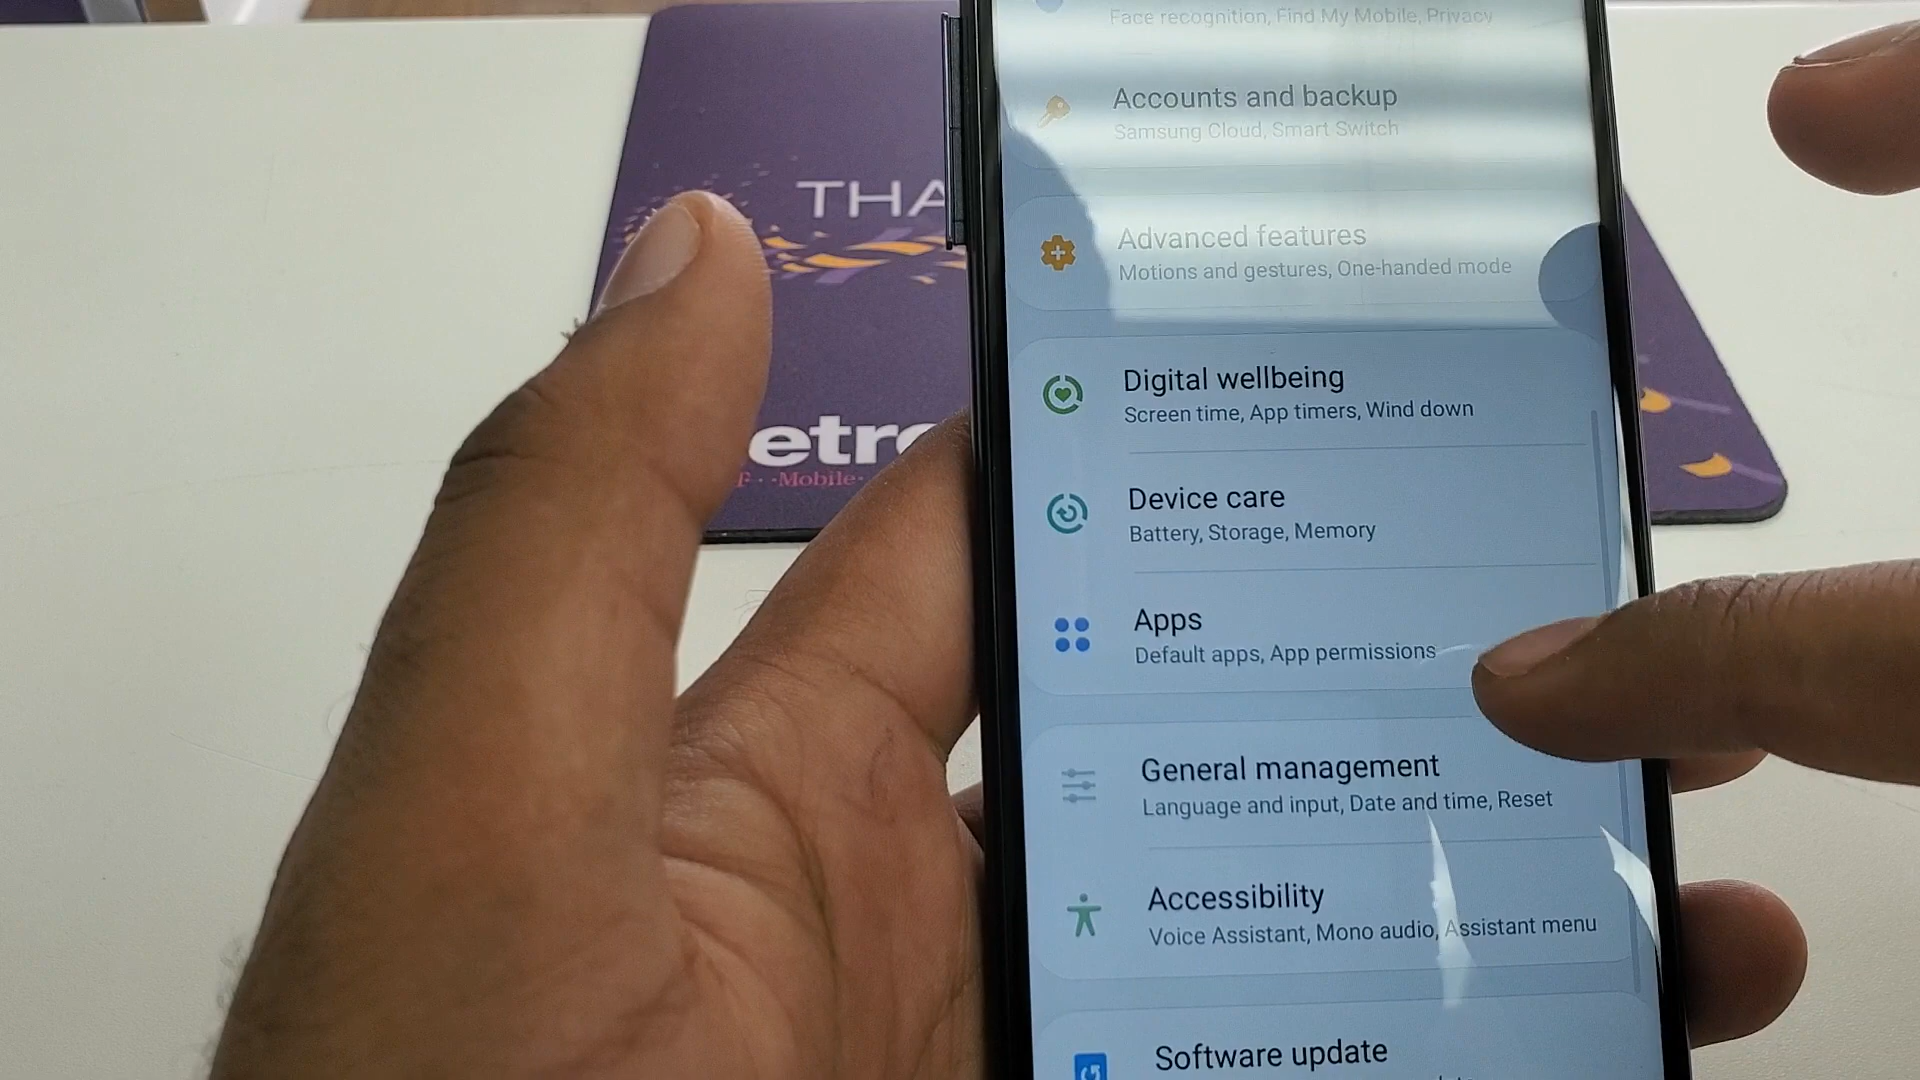 Face recognition, Find My Mobile, Privacy
Accounts and backup
Samsung Cloud, Smart Switch
Advanced features
Motions and gestures, One-handed mode
Digital wellbeing
Screen time, App timers, Wind down
Device care
Battery, Storage, Memory
Apps
Default apps, App permissions
General management
Language and input, Date and time, Reset
Accessibility
Voice Assistant, Mono audio, Assistant menu
Software update
THA
etro
Mobile